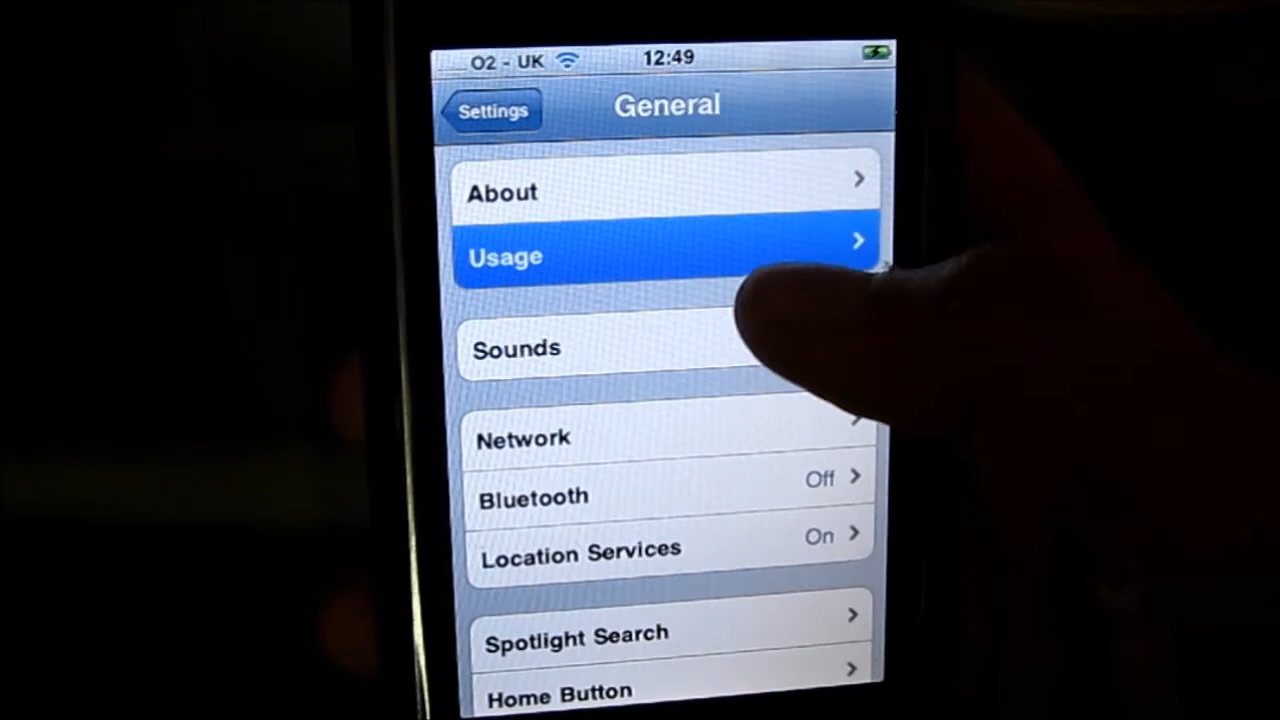 O2 - UK 12:49
Settings General
About
Usage
Sounds
Network
Bluetooth Off
Location Services On
Spotlight Search
Home Button